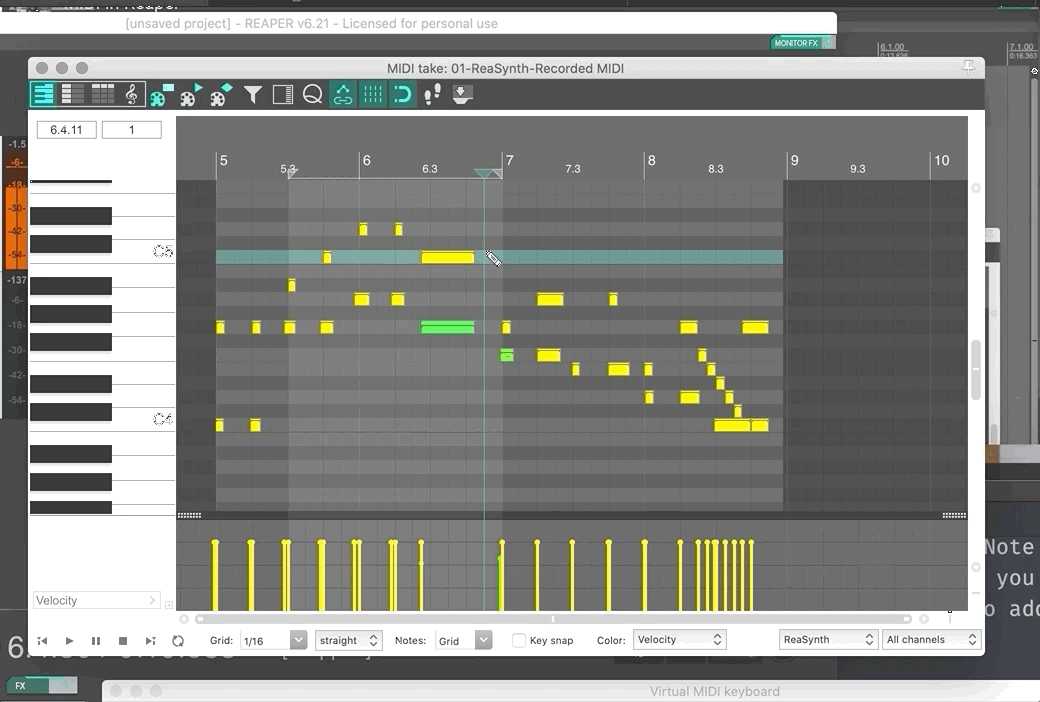 [unsaved project] - REAPER v6.21 - Licensed for personal use
MONITOR FX
6.1.00
7.1.00
0:16.363
MIDI take: 01-ReaSynth-Recorded MIDI
6.4.11 1
5 6 7 8 9 10
5.3 6.3 7.3 8.3 9.3
-1.5
-6-
-18-
-30-
-42-
-54-
-137
-6-
-18-
-30-
-42-
-54-
C5
C4
Note
you
o add
Velocity
Grid: 1/16 straight Notes: Grid Key snap Color: Velocity ReaSynth All channels
FX
Virtual MIDI keyboard